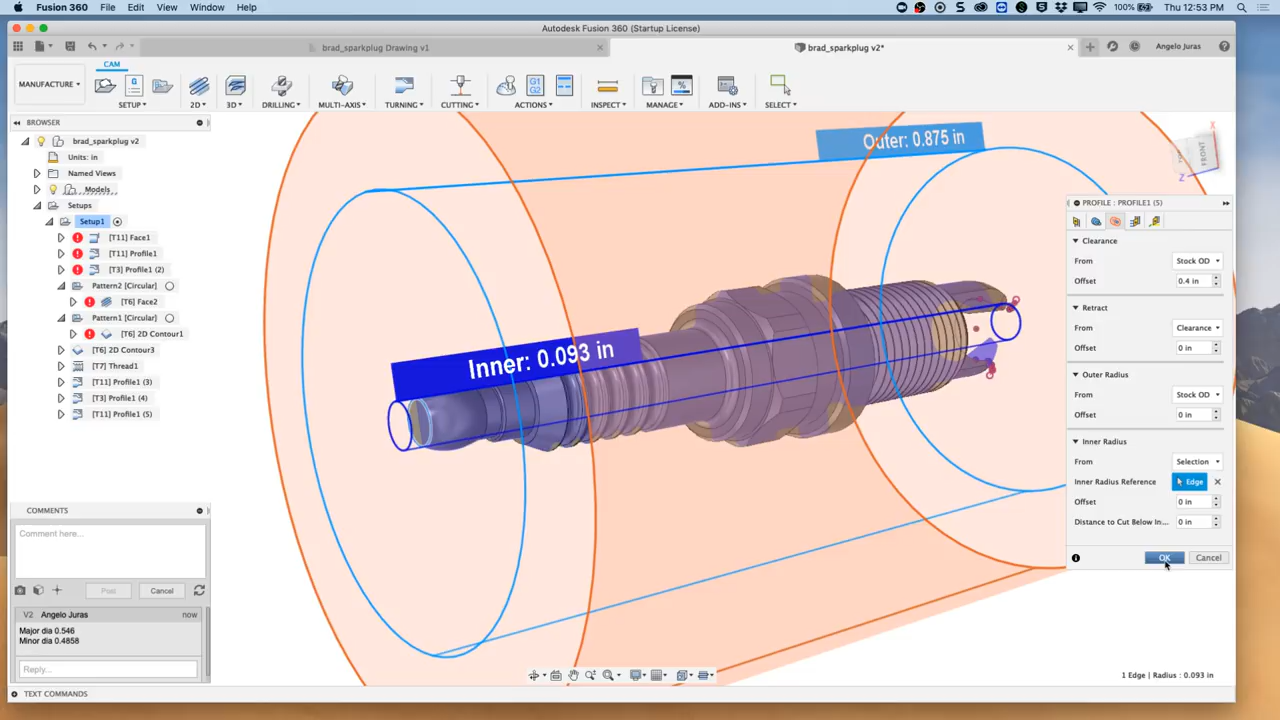 Fusion 360 File Edit View Window Help 100% Thu 12:53 PM Angelo Juras
Autodesk Fusion 360 (Startup License)
brad_sparkplug Drawing v1
brad_sparkplug v2*
Angelo Juras
CAM
MANUFACTURE
SETUP
2D
3D
DRILLING
MULTI-AXIS
TURNING
CUTTING
G1
G2
ACTIONS
INSPECT
MANAGE
ADD-INS
SELECT
BROWSER
brad_sparkplug v2
Units: in
Named Views
Models
Setups
Setup1
[T11] Face1
[T11] Profile1
[T3] Profile1 (2)
Pattern2 [Circular]
[T6] Face2
Pattern1 [Circular]
[T6] 2D Contour1
[T6] 2D Contour3
[T7] Thread1
[T11] Profile1 (3)
[T3] Profile1 (4)
[T11] Profile1 (5)
Outer: 0.875 in
Inner: 0.093 in
X
FRONT
Z
PROFILE : PROFILE1 (5)
Clearance
From Stock OD
Offset 0.4 in
Retract
From Clearance
Offset 0 in
Outer Radius
From Stock OD
Offset 0 in
Inner Radius
From Selection
Inner Radius Reference Edge
Offset 0 in
Distance to Cut Below In... 0 in
OK Cancel
COMMENTS
Comment here...
Post Cancel
V2 Angelo Juras now
Major dia 0.546
Minor dia 0.4858
Reply...
1 Edge | Radius : 0.093 in
TEXT COMMANDS